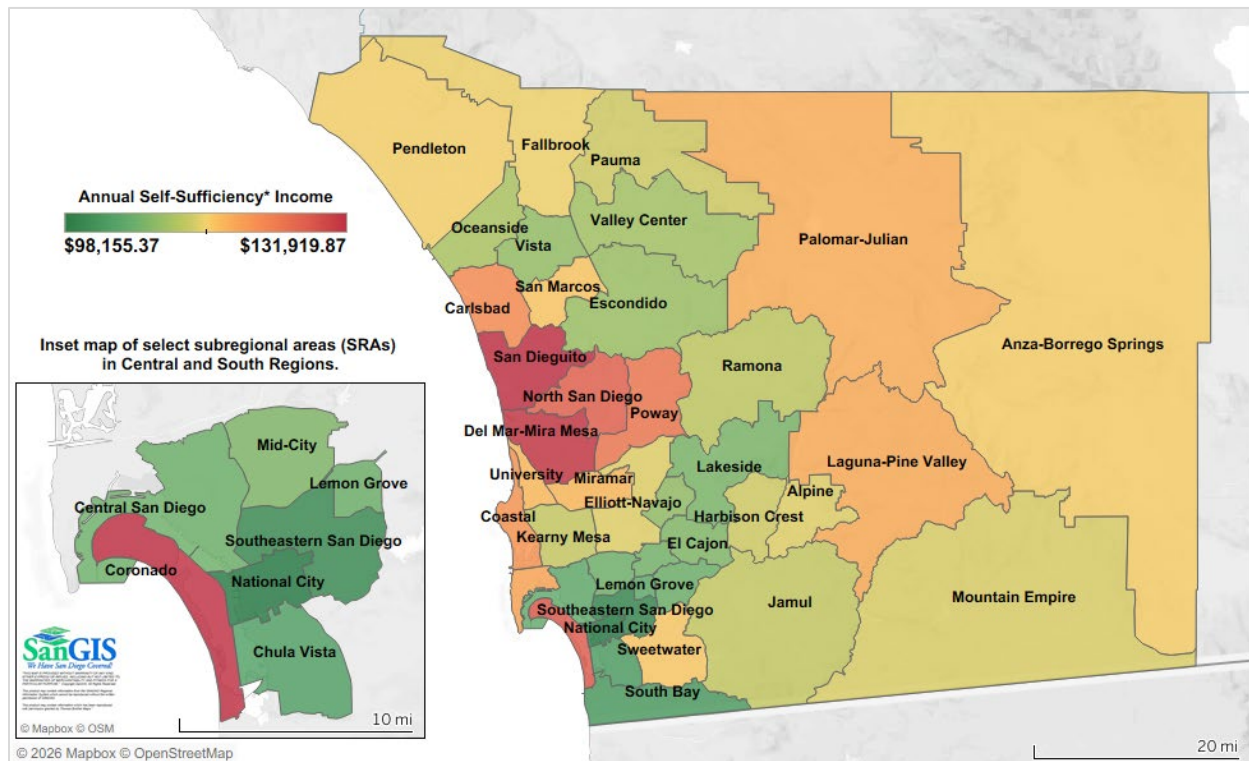 Annual Self-Sufficiency* Income
$98,155.37
$131,919.87
Pendleton
Fallbrook
Pauma
Oceanside
Vista
Valley Center
Palomar-Julian
San Marcos
Carlsbad
Escondido
Anza-Borrego Springs
San Dieguito
Ramona
North San Diego
Poway
Del Mar-Mira Mesa
University
Miramar
Lakeside
Laguna-Pine Valley
Elliott-Navajo
Alpine
Coastal
Harbison Crest
Kearny Mesa
El Cajon
Lemon Grove
Jamul
Mountain Empire
Southeastern San Diego
National City
Sweetwater
South Bay
Inset map of select subregional areas (SRAs)
in Central and South Regions.
Mid-City
Lemon Grove
Central San Diego
Southeastern San Diego
Coronado
National City
Chula Vista
SanGIS
We Have San Diego Covered!
10 mi
© Mapbox © OSM
© 2026 Mapbox © OpenStreetMap
20 mi